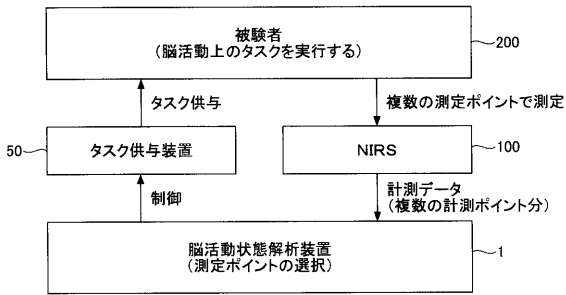 被験者
(脳活動上のタスクを実行する)
200
タスク供与
複数の測定ポイントで測定
50
タスク供与装置
NIRS
100
制御
計測データ
(複数の計測ポイント分)
脳活動状態解析装置
(測定ポイントの選択)
1